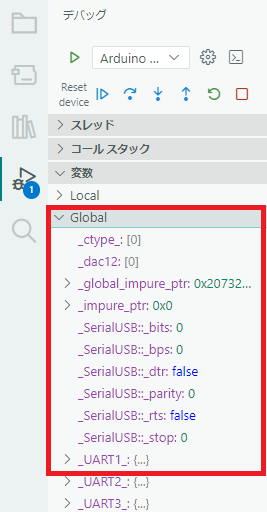 デバッグ
Arduino ...
Reset
device
スレッド
コール スタック
変数
Local
Global
_ctype_: [0]
_dac12: [0]
_global_impure_ptr: 0x20732...
_impure_ptr: 0x0
_SerialUSB::_bits: 0
_SerialUSB::_bps: 0
_SerialUSB::_dtr: false
_SerialUSB::_parity: 0
_SerialUSB::_rts: false
_SerialUSB::_stop: 0
_UART1_: {...}
_UART2_: {...}
_UART3_: {...}
1